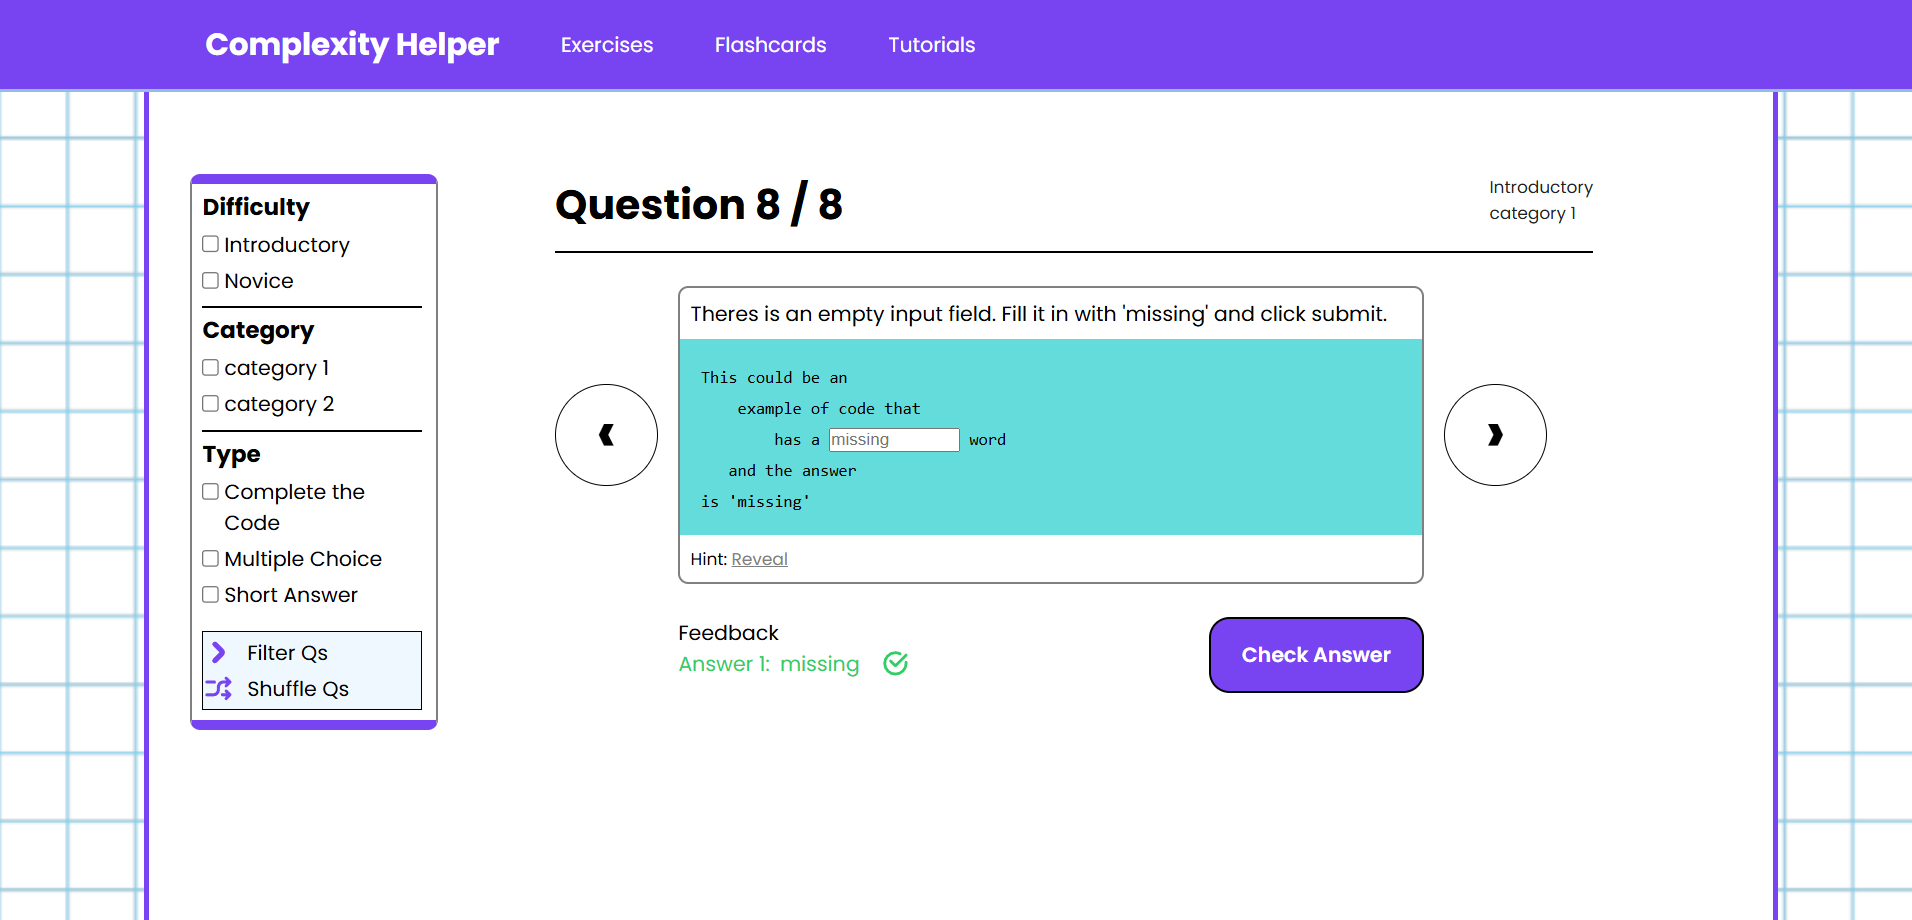 Complexity Helper Exercises Flashcards Tutorials
Difficulty
Introductory
Novice
Category
category 1
category 2
Type
Complete the
Code
Multiple Choice
Short Answer
Filter Qs
Shuffle Qs
Question 8 / 8
Introductory
category 1
Theres is an empty input field. Fill it in with 'missing' and click submit.
This could be an
example of code that
has a missing word
and the answer
is 'missing'
Hint: Reveal
Feedback
Answer 1: missing
Check Answer